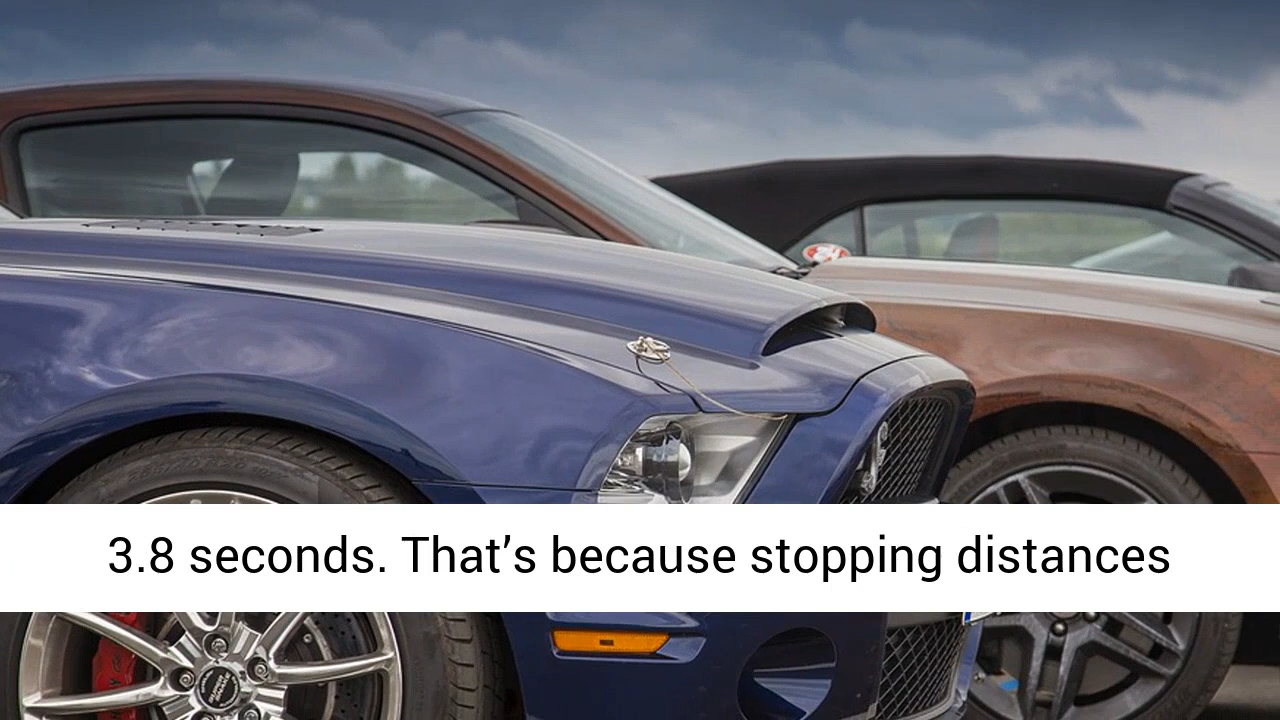 3.8 seconds. That’s because stopping distances